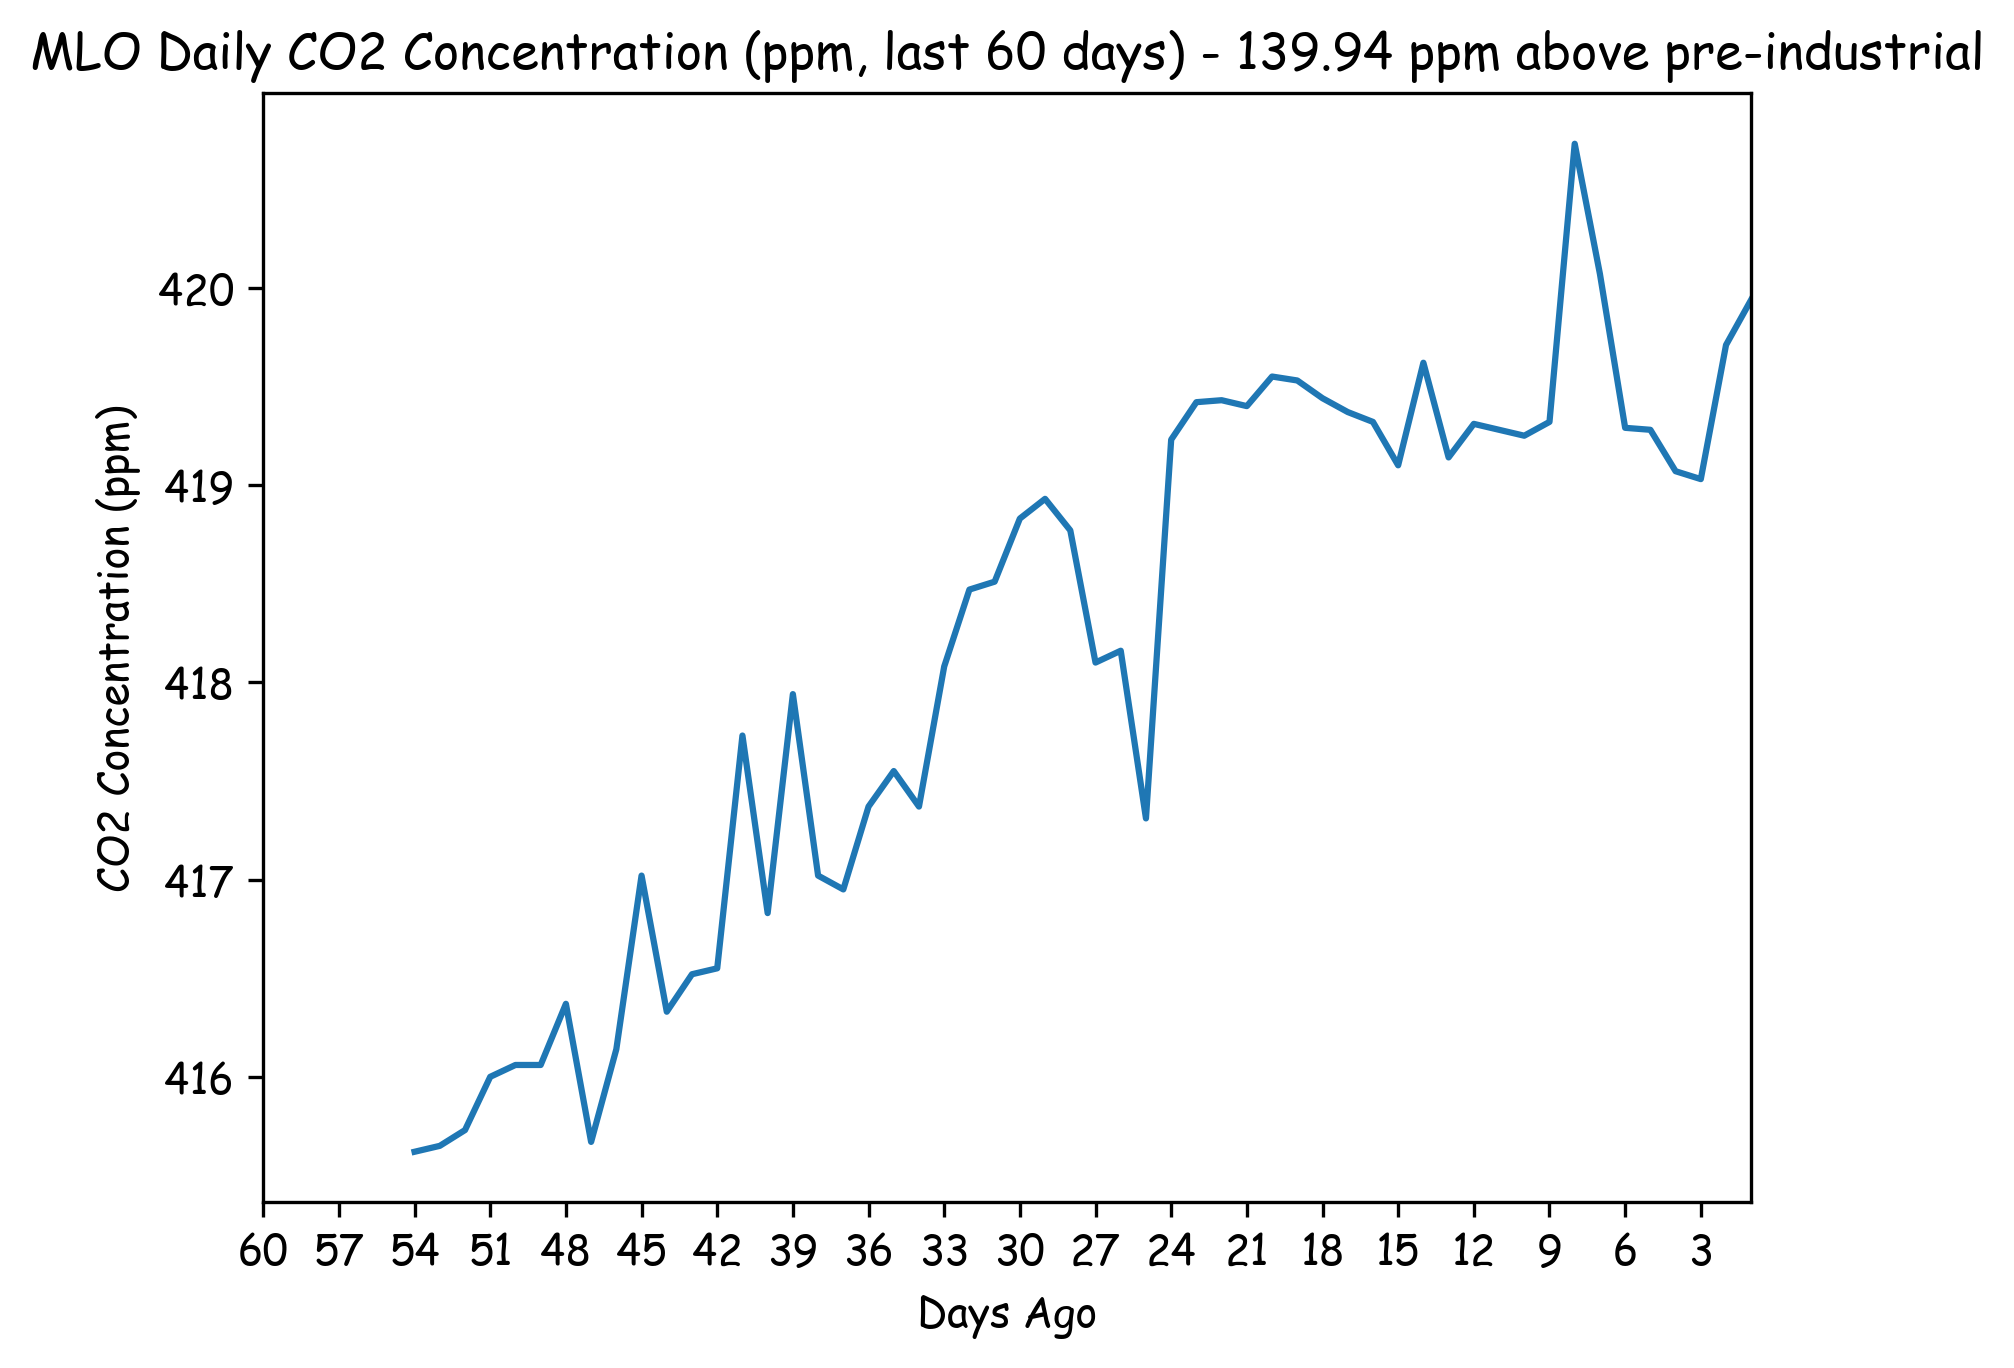 MLO Daily CO2 Concentration (ppm, last 60 days) - 139.94 ppm above pre-industrial
CO2 Concentration (ppm)
420
419
418
417
416
60 57 54 51 48 45 42 39 36 33 30 27 24 21 18 15 12 9 6 3
Days Ago